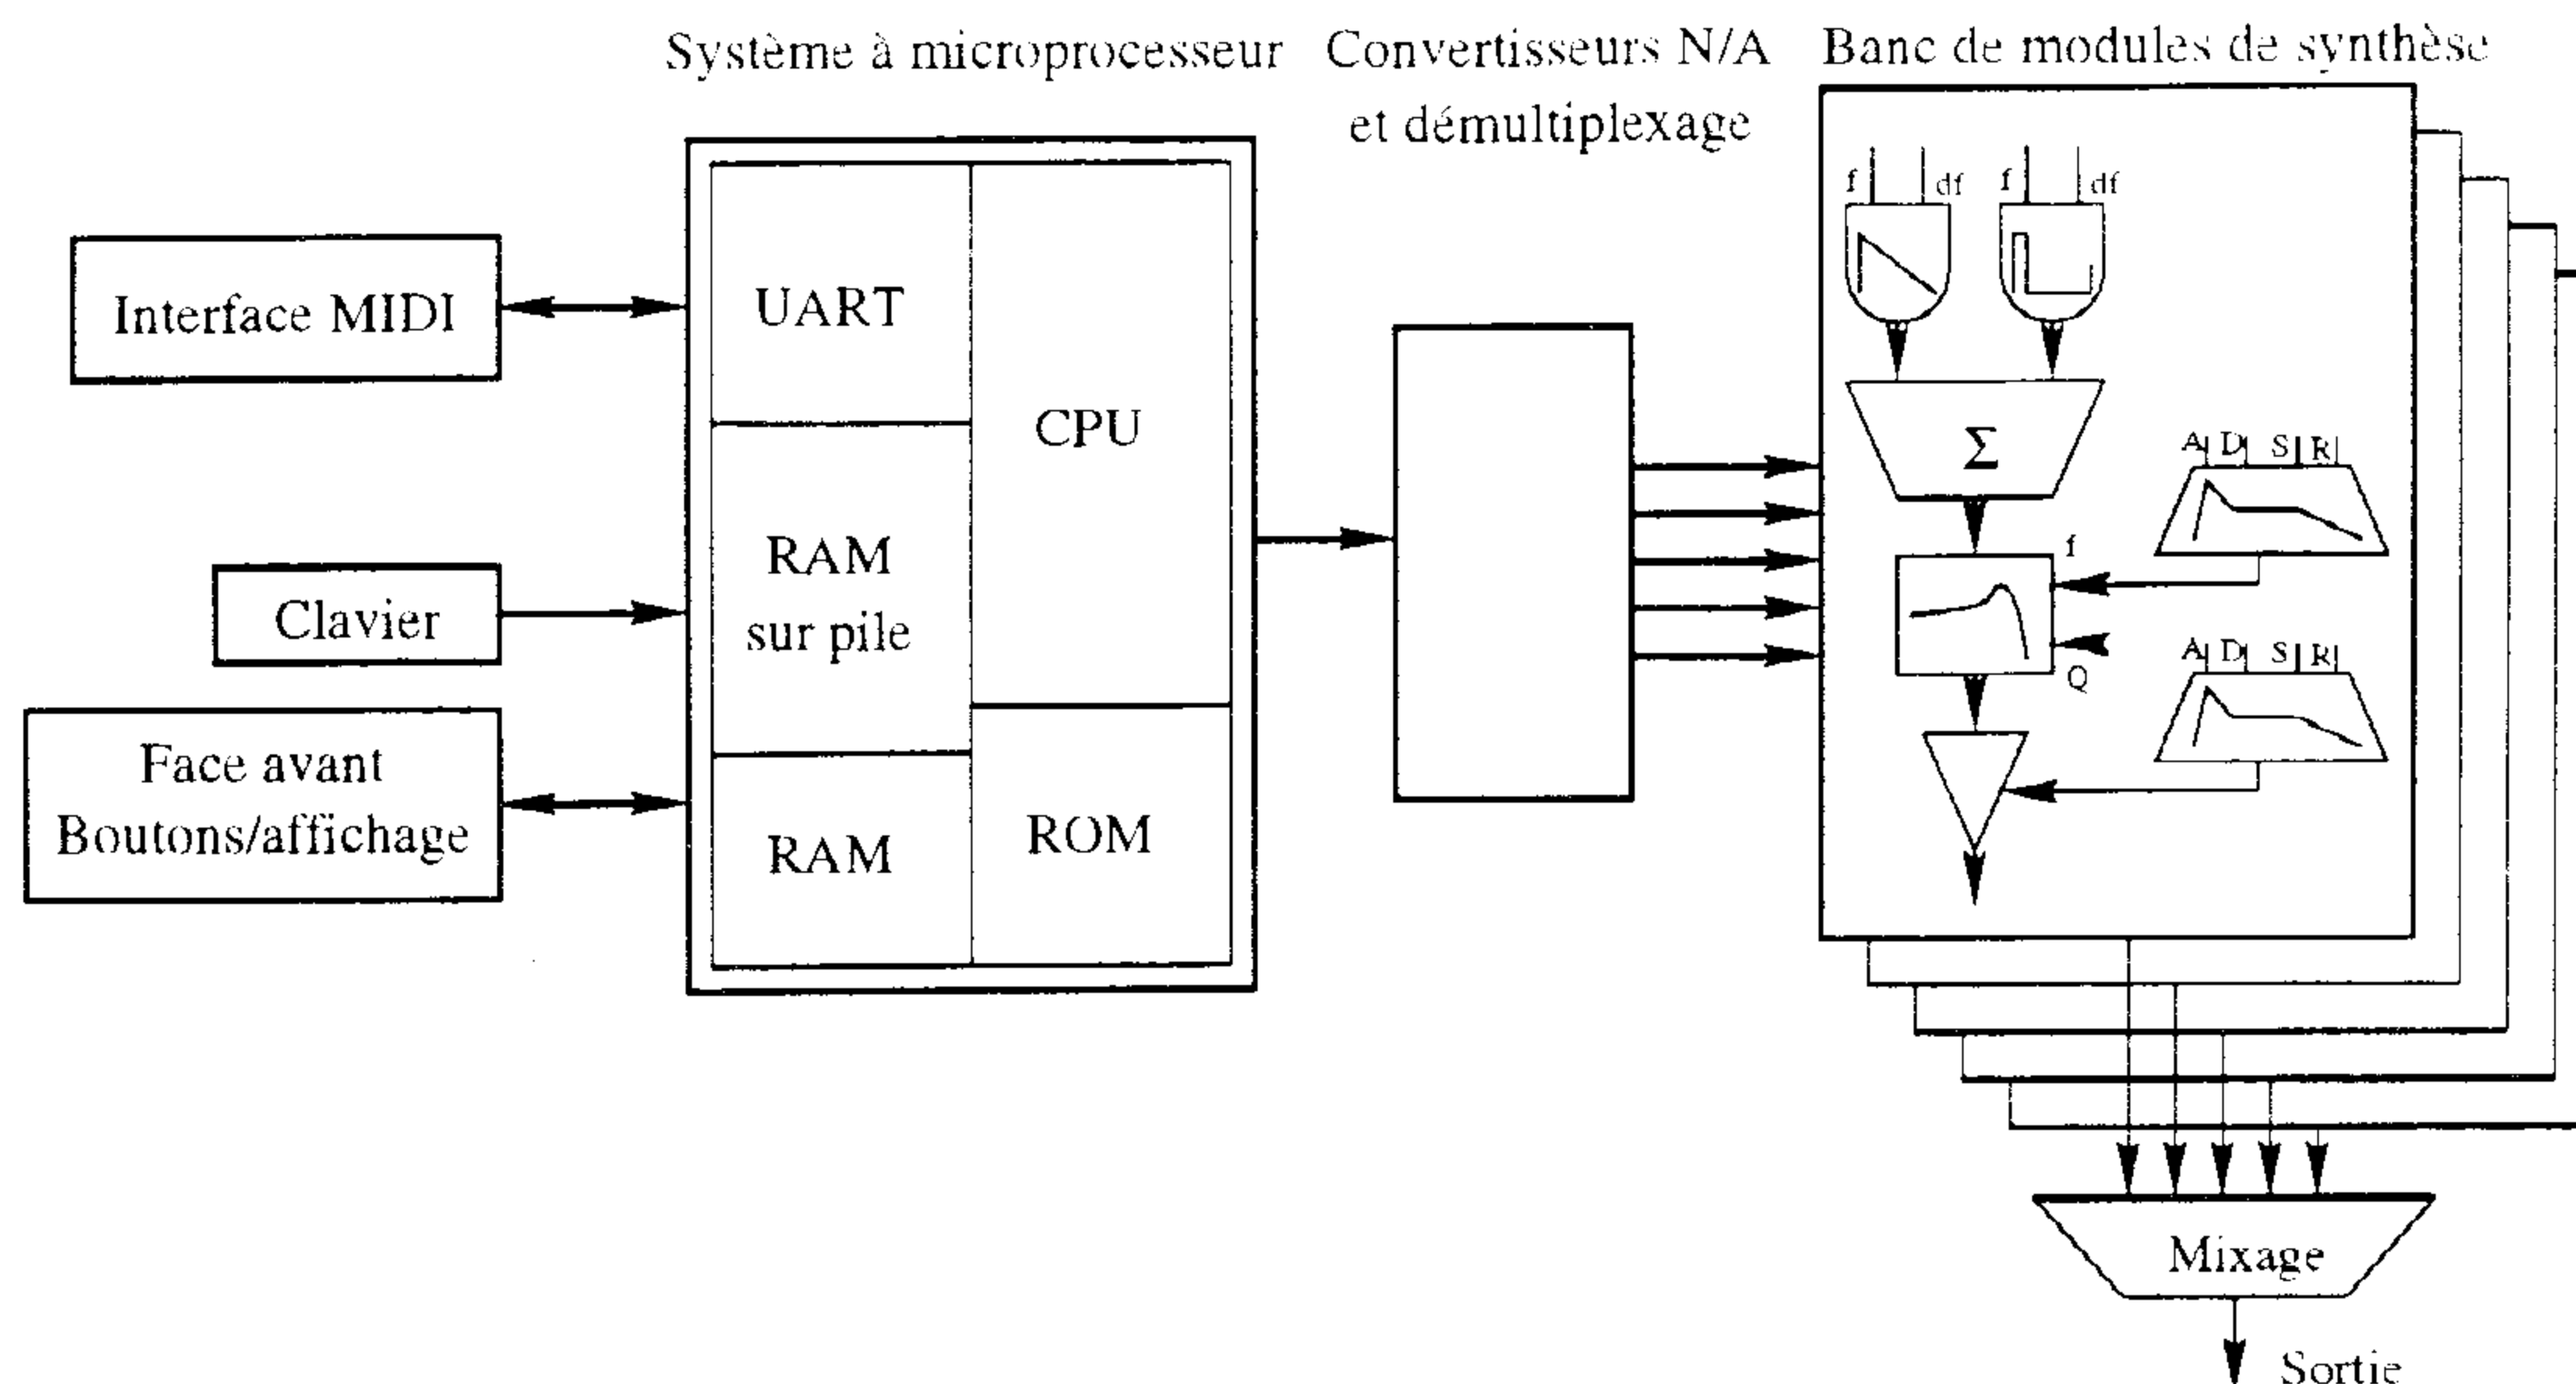 Système à microprocesseur
Convertisseurs N/A
et démultiplexage
Banc de modules de synthèse
Interface MIDI
Clavier
Face avant
Boutons/affichage
UART
CPU
RAM
sur pile
RAM
ROM
f df f df
Σ
A D S R
f
Q
A D S R
Mixage
Sortie